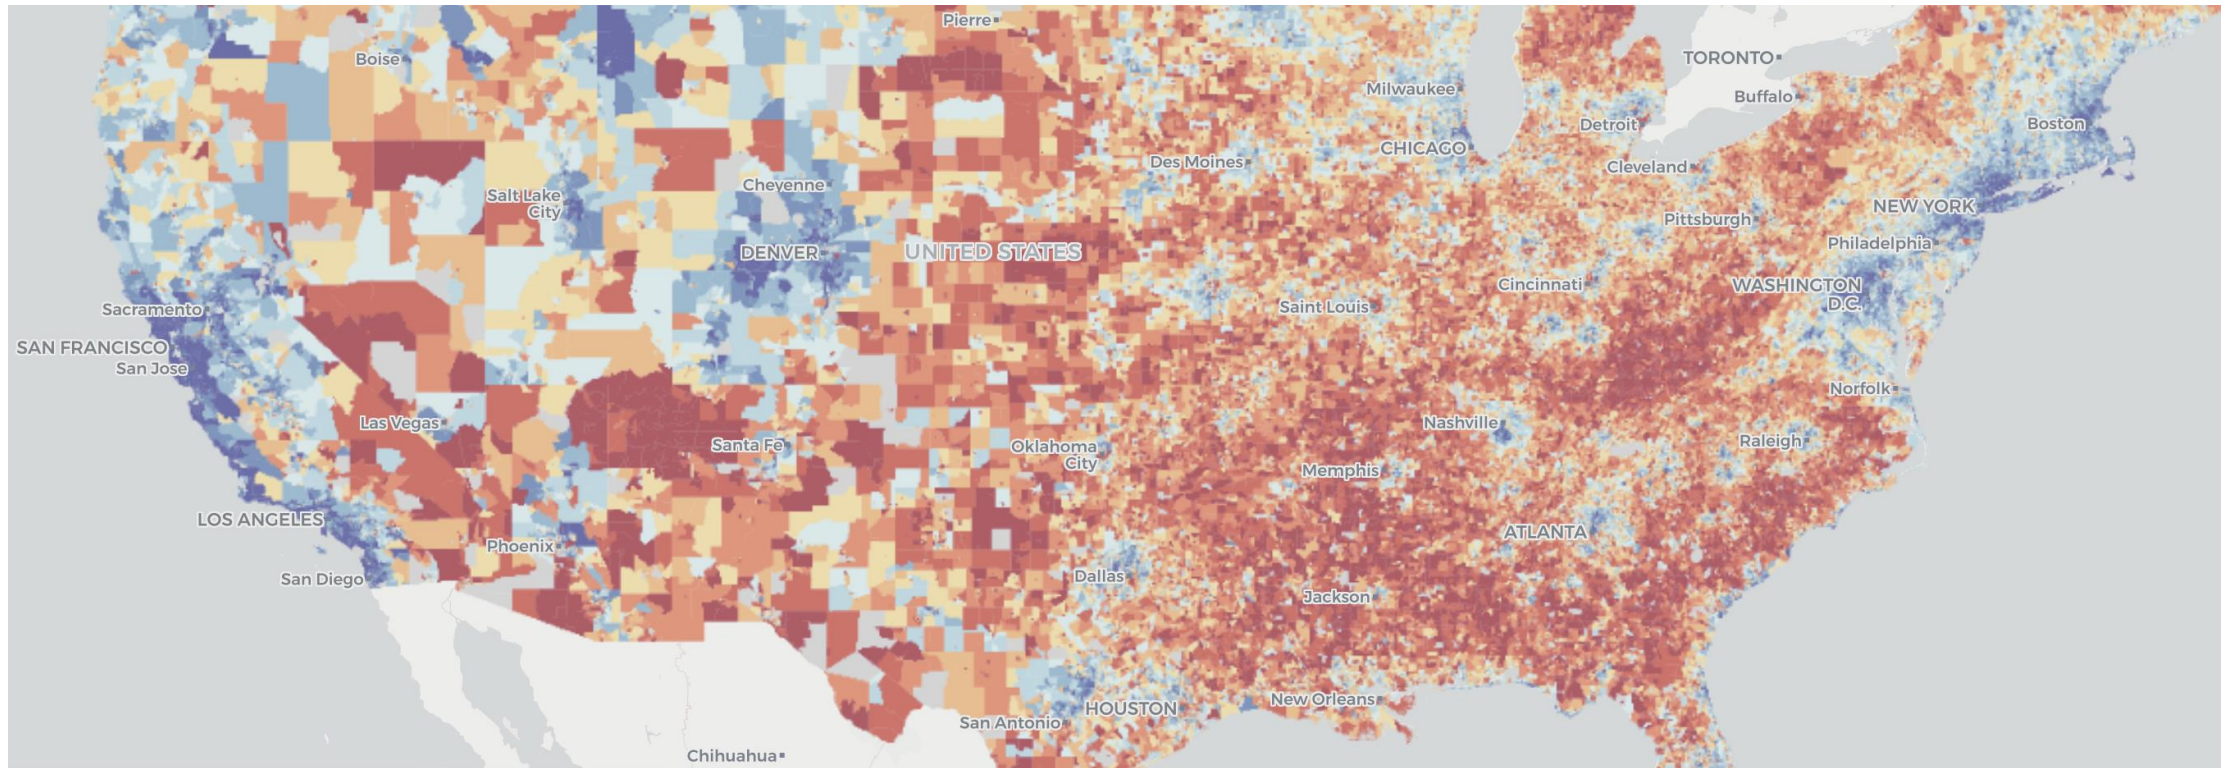 Pierre
Boise
TORONTO
Milwaukee
Buffalo
Detroit
Boston
CHICAGO
Des Moines
Cleveland
Cheyenne
Salt Lake
City
NEW YORK
Pittsburgh
Philadelphia
DENVER
UNITED STATES
Cincinnati
WASHINGTON
D.C.
Sacramento
Saint Louis
SAN FRANCISCO
San Jose
Norfolk
Las Vegas
Nashville
Santa Fe
Oklahoma
City
Raleigh
Memphis
LOS ANGELES
ATLANTA
Phoenix
San Diego
Dallas
Jackson
New Orleans
HOUSTON
San Antonio
Chihuahua